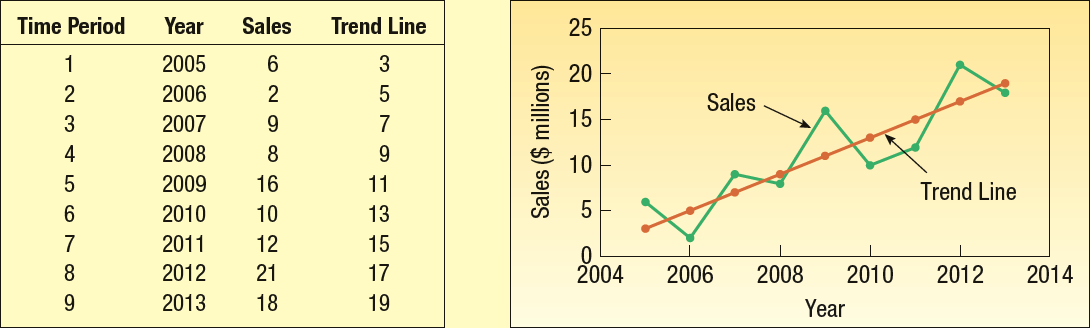 Time Period Year Sales Trend Line
1 2005 6 3
2 2006 2 5
3 2007 9 7
4 2008 8 9
5 2009 16 11
6 2010 10 13
7 2011 12 15
8 2012 21 17
9 2013 18 19
Sales ($ millions)
25
20
15
10
5
0
Sales
Trend Line
2004 2006 2008 2010 2012 2014
Year